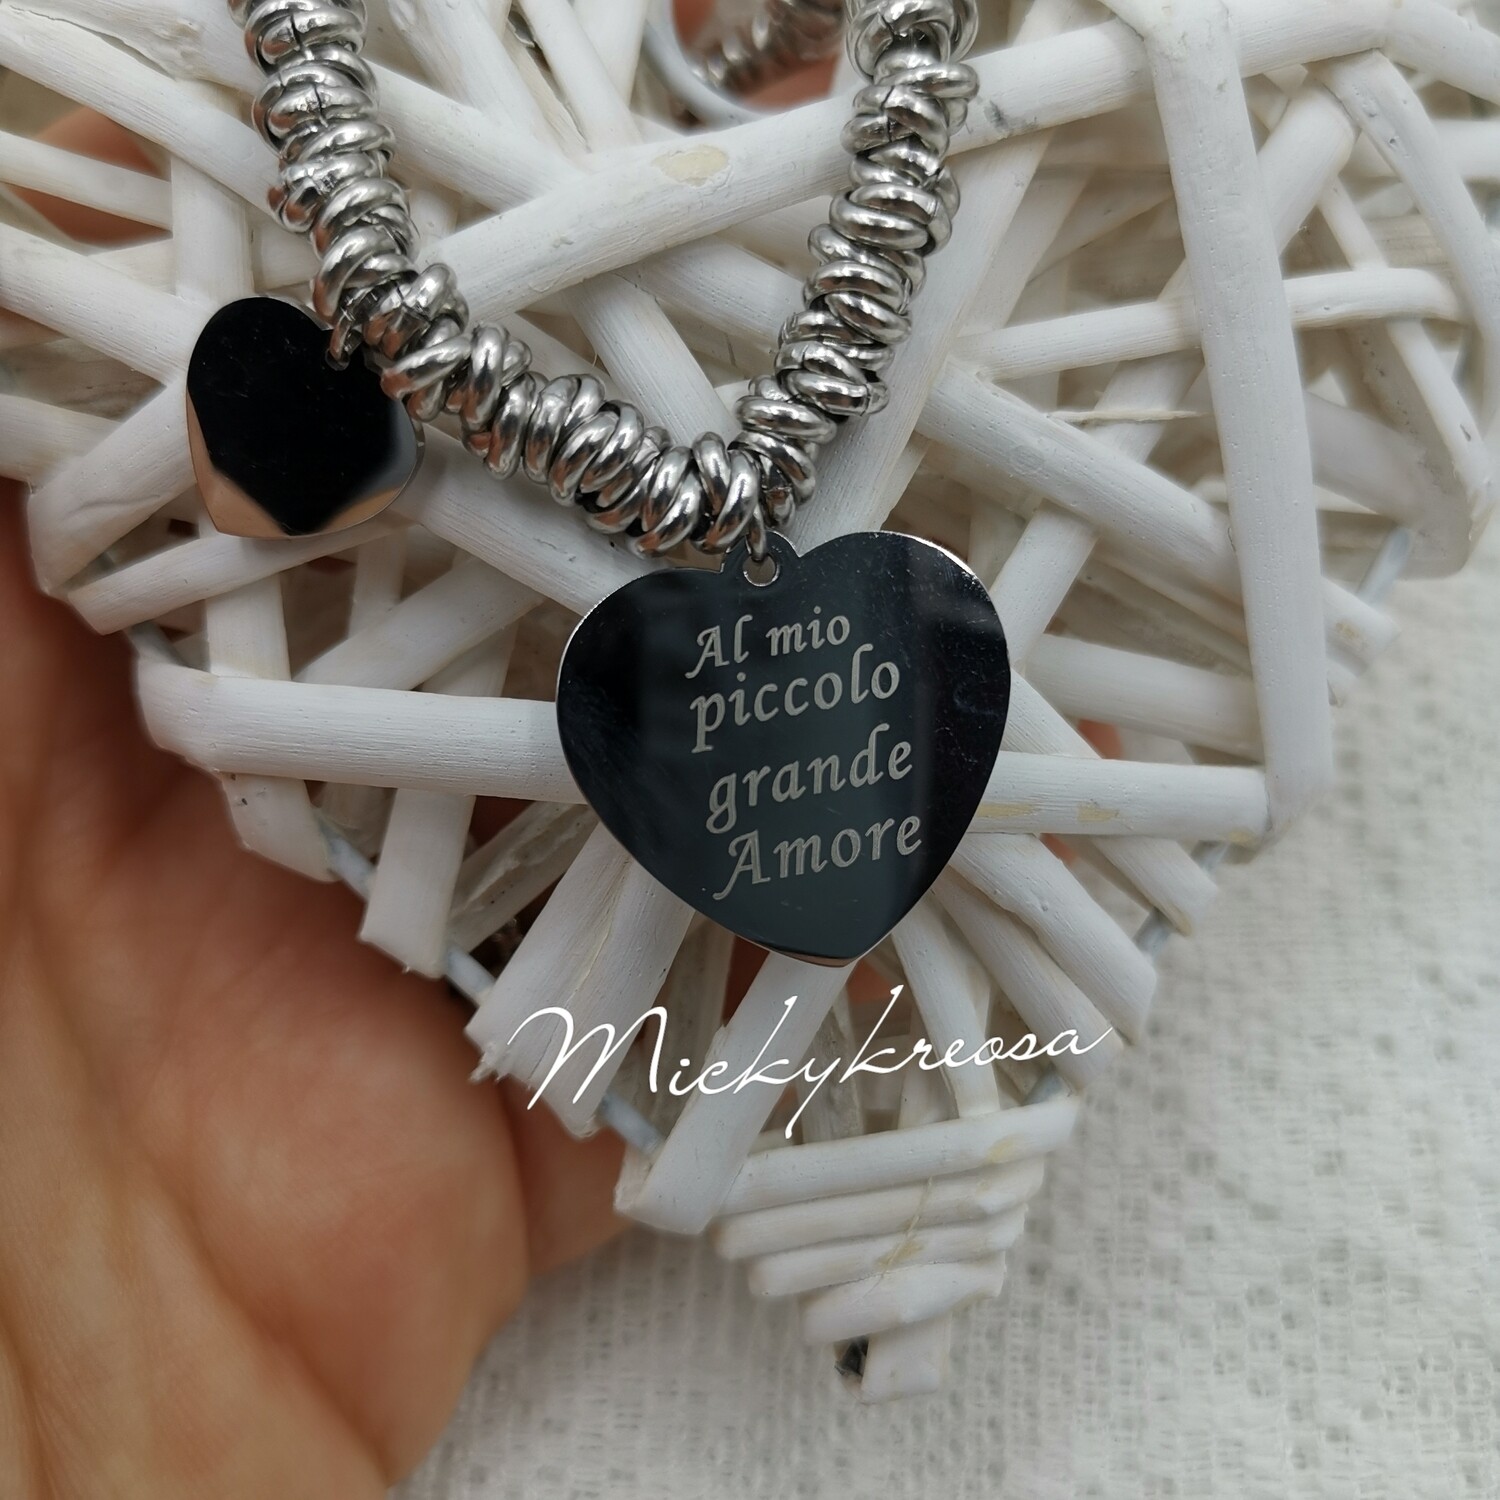 Al mio
piccolo
grande
Amore
Mickykreosa